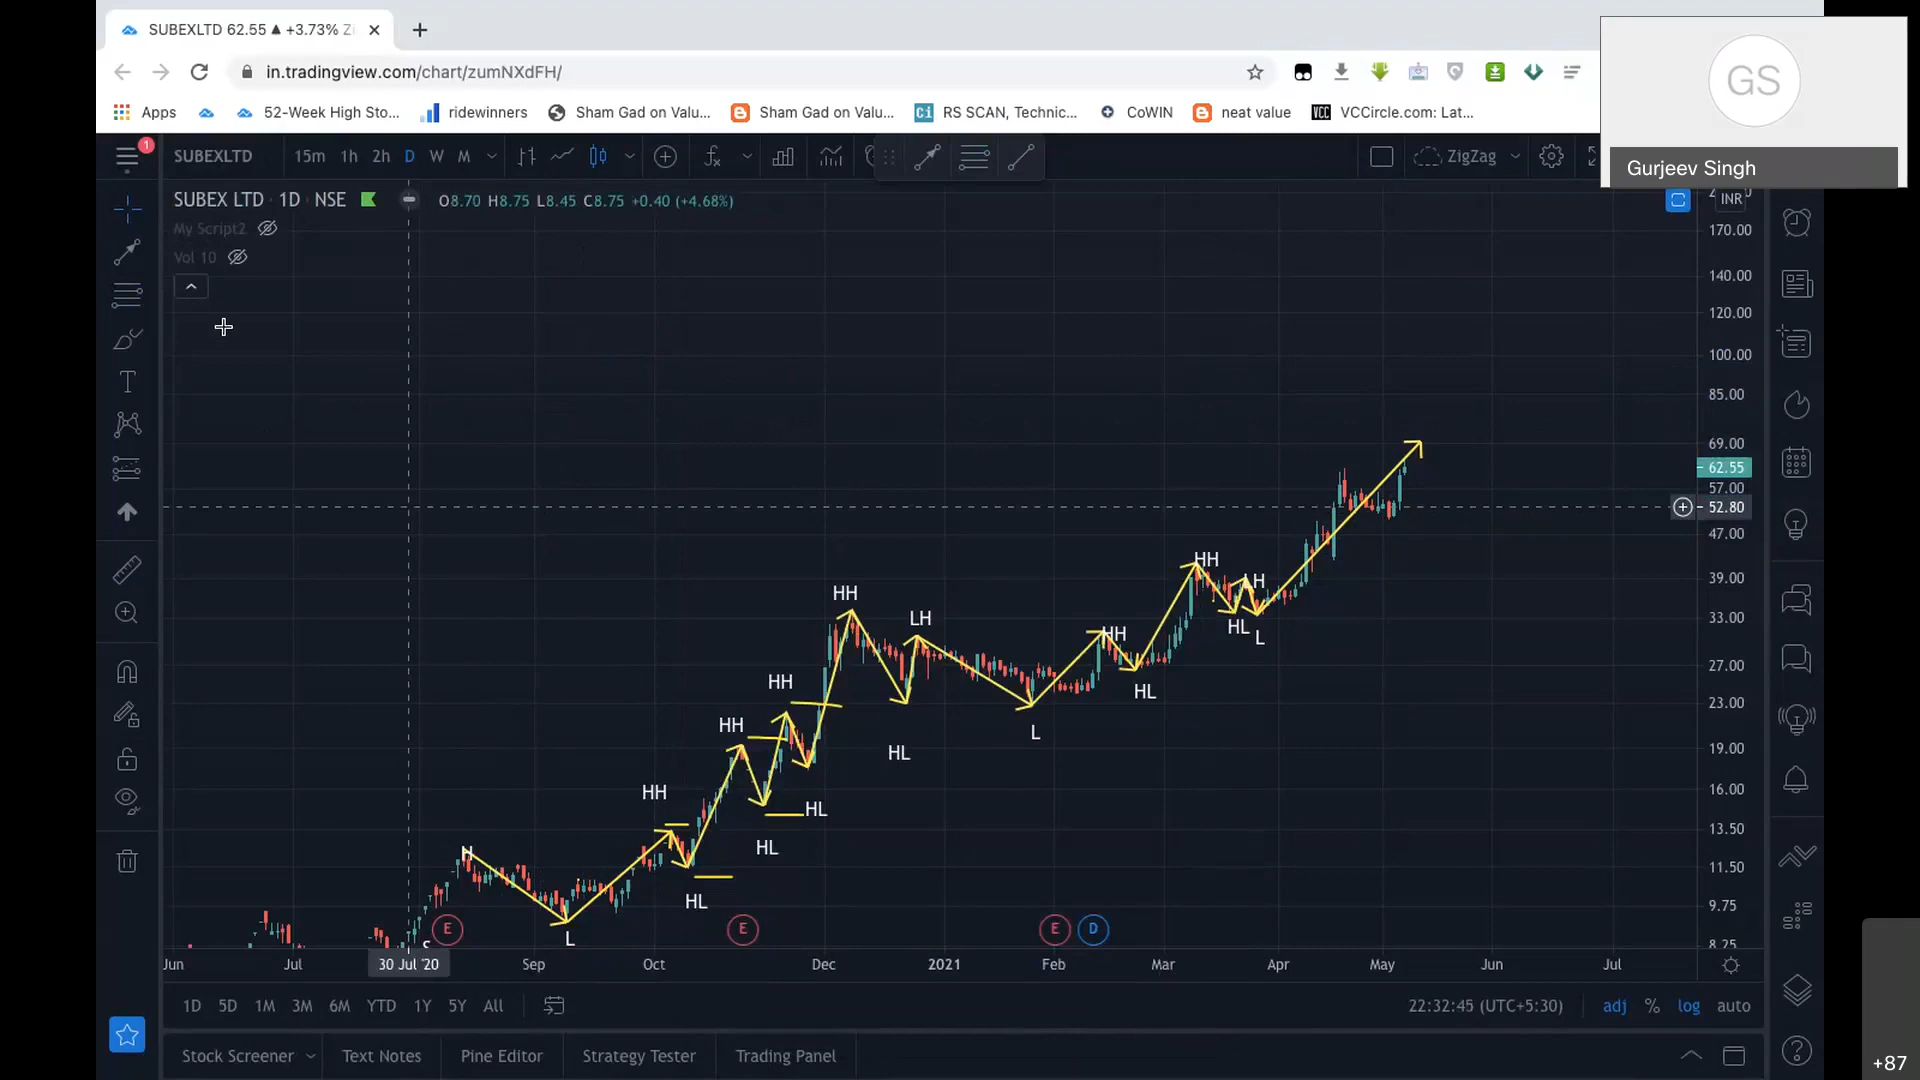 SUBEXLTD 62.55 ▲ +3.73% Zi
in.tradingview.com/chart/zumNXdFH/
Apps 52-Week High Sto... ridewinners Sham Gad on Valu... Sham Gad on Valu... RS SCAN, Technic... CoWIN neat value VCCircle.com: Lat...
GS
Gurjeev Singh
1
SUBEXLTD 15m 1h 2h D W M ZigZag
SUBEX LTD · 1D · NSE O8.70 H8.75 L8.45 C8.75 +0.40 (+4.68%)
INR
My Script2
Vol 10
170.00
140.00
120.00
100.00
85.00
69.00
62.55
57.00
52.80
47.00
39.00
33.00
27.00
23.00
19.00
16.00
13.50
11.50
9.75
8.25
HH
LH
HH
HL L
LH
HH
HL
HH
HH
L
HL
HH
HL
H
HL
HL
L
E E E D
Jun Jul 30 Jul '20 Sep Oct Dec 2021 Feb Mar Apr May Jun Jul
1D 5D 1M 3M 6M YTD 1Y 5Y All 22:32:45 (UTC+5:30) adj % log auto
Stock Screener Text Notes Pine Editor Strategy Tester Trading Panel
+87